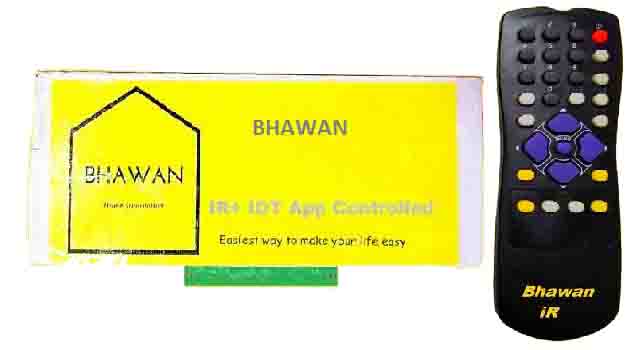 BHAWAN
BHAWAN
IR+ IOT App Controlled
Easiest way to make your life easy
Bhawan
iR